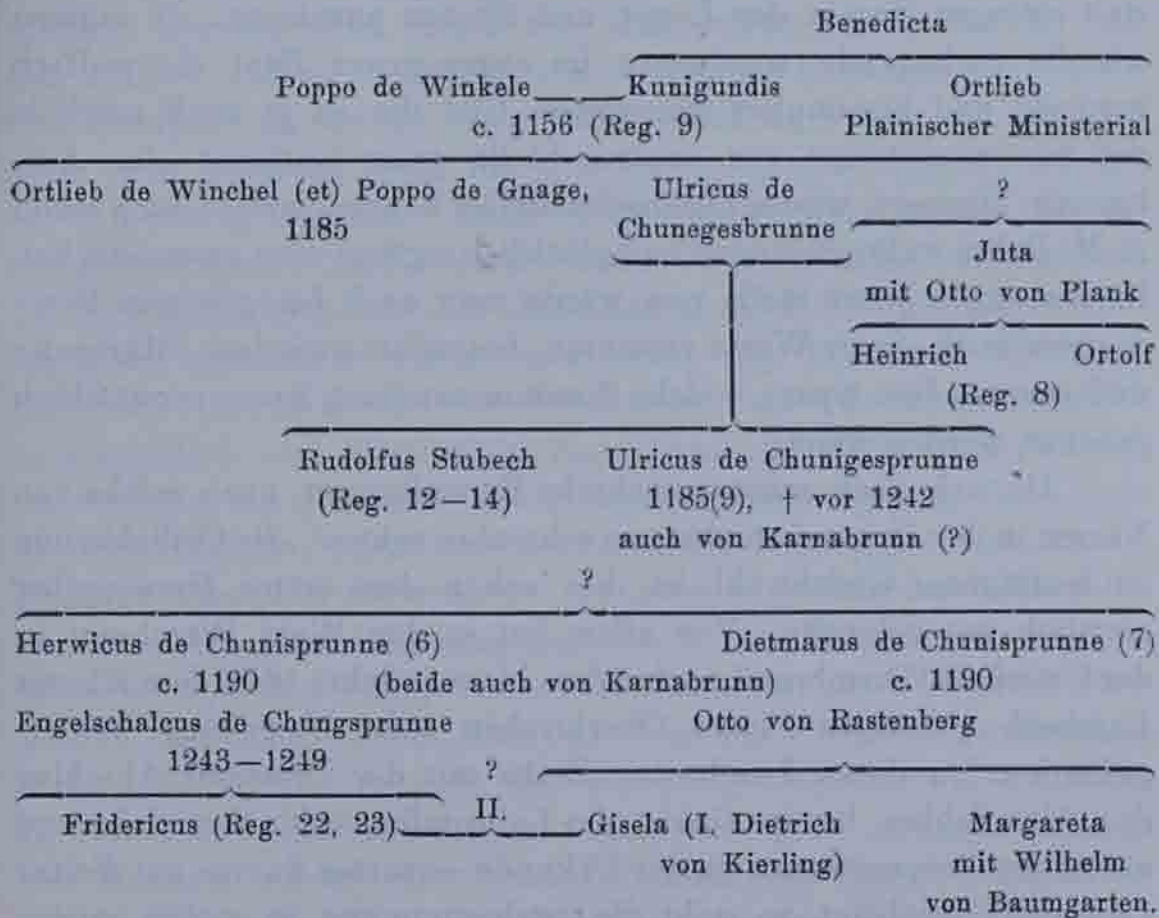 Benedicta
Poppo de Winkele Kunigundis Ortlieb
c. 1156 (Reg. 9) Plainischer Ministerial
Ortlieb de Winchel (et) Poppo de Gnage, Ulricus de ?
1185 Chunegesbrunne
Juta
mit Otto von Plank
Heinrich Ortolf
(Reg. 8)
Rudolfus Stubech Ulricus de Chunigesprunne
(Reg. 12—14) 1185(9), † vor 1242
auch von Karnabrunn (?)
?
Herwicus de Chunisprunne (6) Dietmarus de Chunisprunne (7)
c. 1190 (beide auch von Karnabrunn) c. 1190
Engelschalcus de Chungsprunne Otto von Rastenberg
1243—1249 ?
Fridericus (Reg. 22, 23) II Gisela (I. Dietrich Margareta
von Kierling) mit Wilhelm
von Baumgarten.